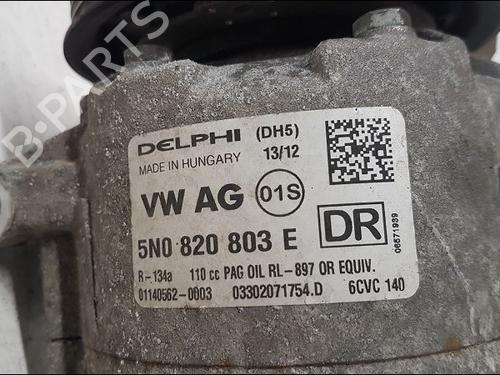 DELPHI (DH5)
MADE IN HUNGARY 13/12
VW AG 01S
5N0 820 803 E DR
R-134a 110 cc PAG OIL RL-897 OR EQUIV.
01140562-0003 03302071754.D 6CVC 140
06571939
B-PARTS